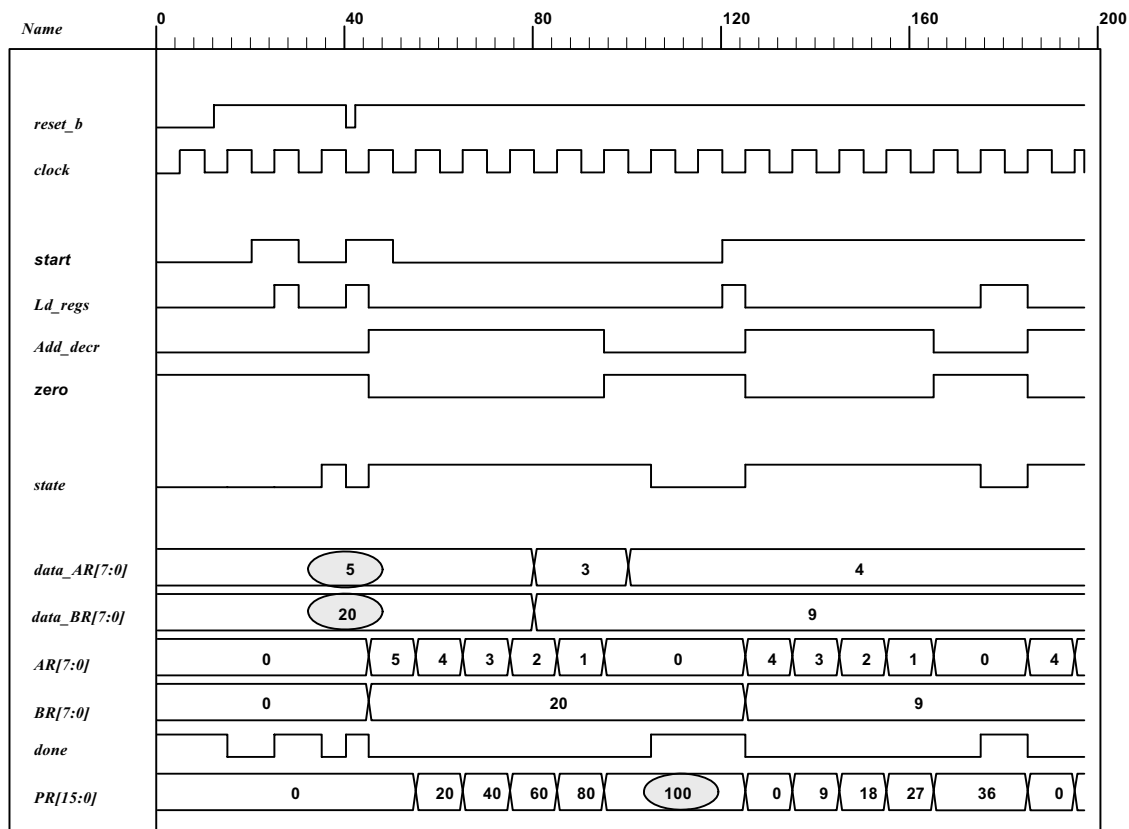 Name 0 40 80 120 160 200
reset_b
clock
start
Ld_regs
Add_decr
zero
state
data_AR[7:0] 5 3 4
data_BR[7:0] 20 9
AR[7:0] 0 5 4 3 2 1 0 4 3 2 1 0 4
BR[7:0] 0 20 9
done
PR[15:0] 0 20 40 60 80 100 0 9 18 27 36 0